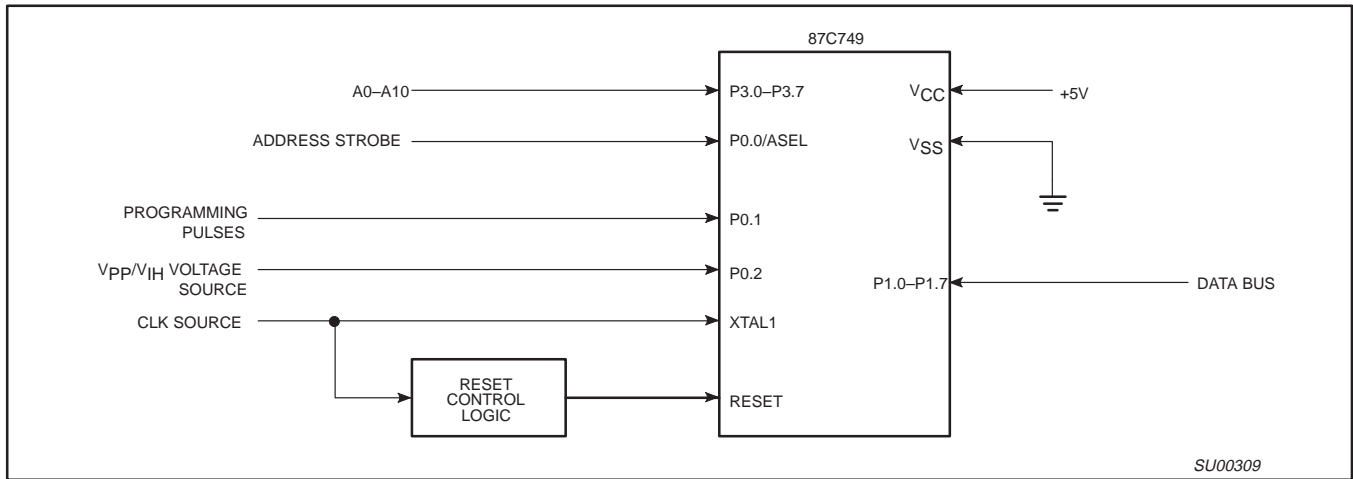 87C749
A0–A10
P3.0–P3.7
VCC
+5V
ADDRESS STROBE
P0.0/ASEL
VSS
PROGRAMMING
PULSES
P0.1
VPP/VIH VOLTAGE
SOURCE
P0.2
P1.0–P1.7
DATA BUS
CLK SOURCE
XTAL1
RESET
CONTROL
LOGIC
RESET
SU00309